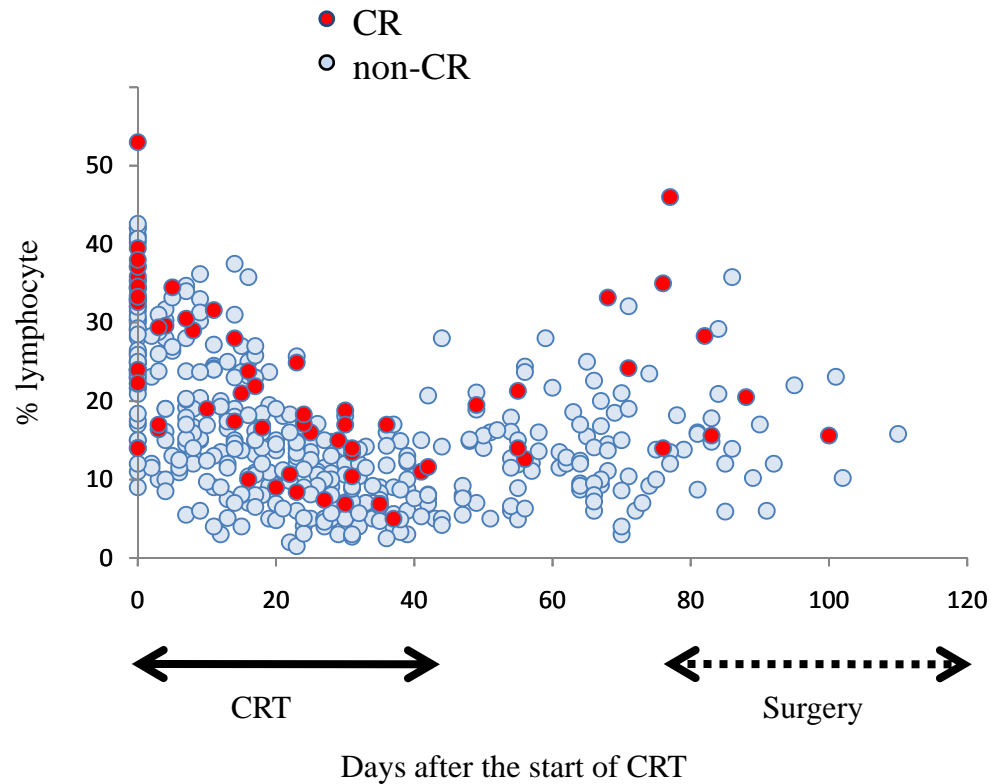 CR
non-CR
% lymphocyte
50
40
30
20
10
0
0 20 40 60 80 100 120
CRT Surgery
Days after the start of CRT